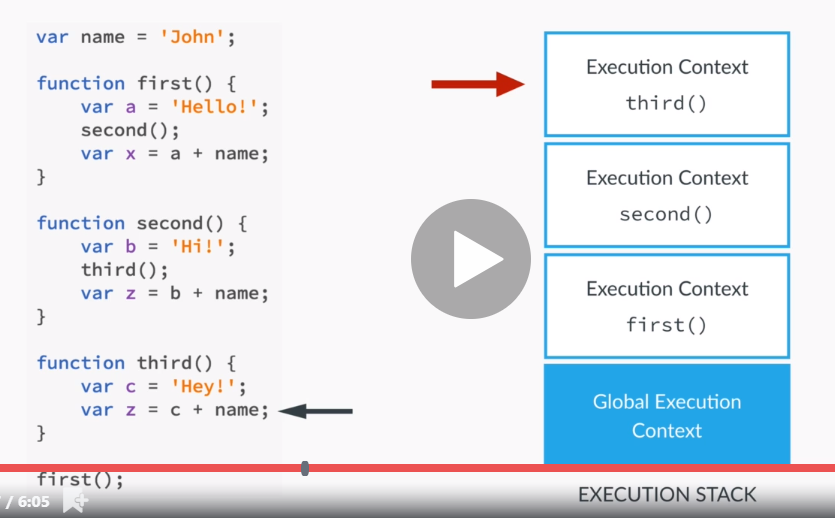 var name = 'John';
function first() {
    var a = 'Hello!';
    second();
    var x = a + name;
}
function second() {
    var b = 'Hi!';
    third();
    var z = b + name;
}
function third() {
    var c = 'Hey!';
    var z = c + name;
}
first();
/ 6:05
Execution Context
third()
Execution Context
second()
Execution Context
first()
Global Execution
Context
EXECUTION STACK